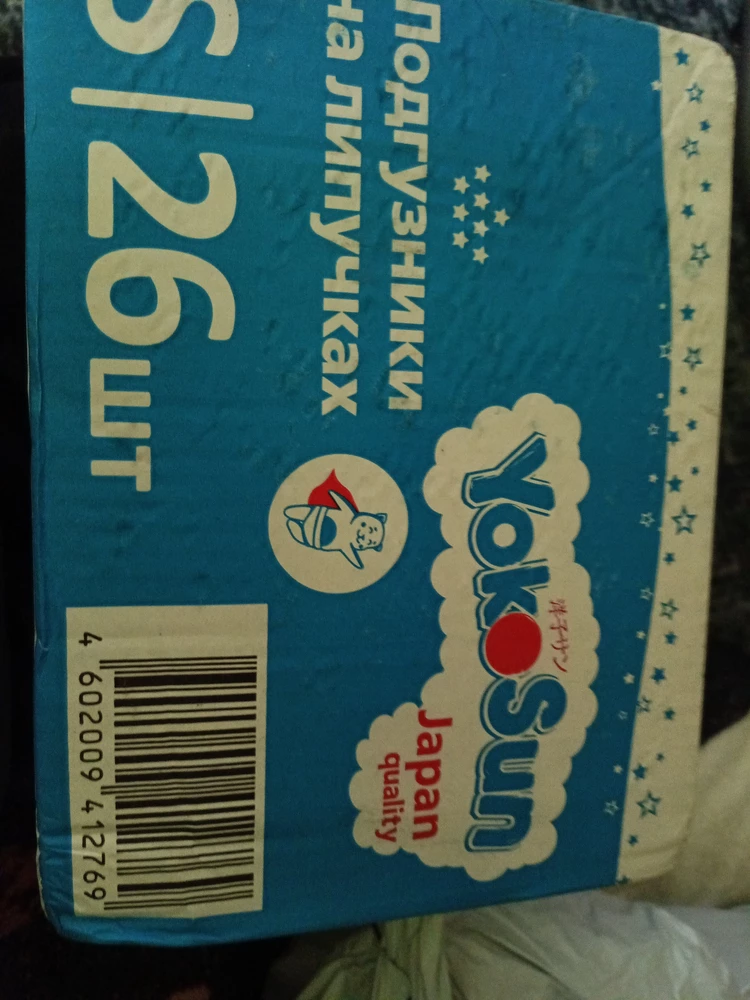 YokoSun
洋子サン
Japan
quality
Подгузники
на липучках
S | 26шт
4 602009 412769